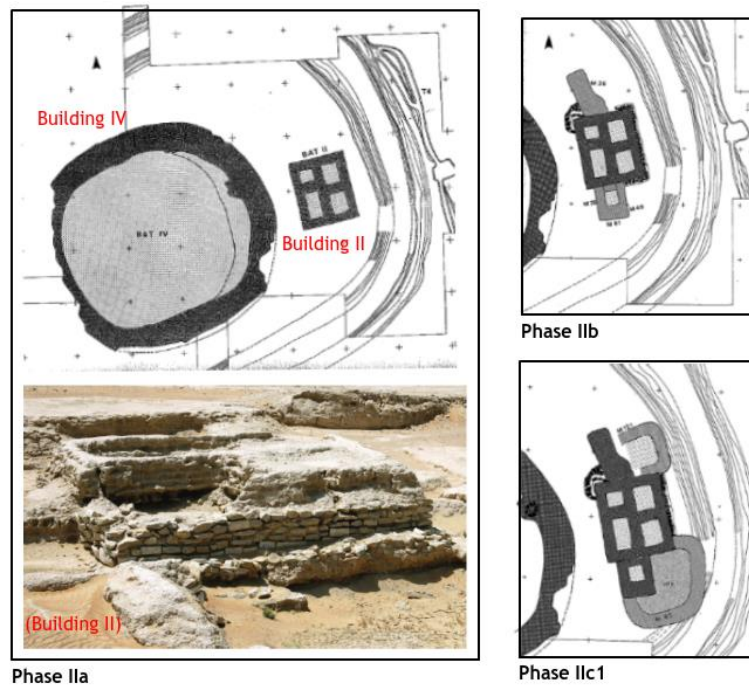 Building IV
BAT II
BAT IV
Building II
(Building II)
Phase IIa
Phase IIb
Phase IIc1